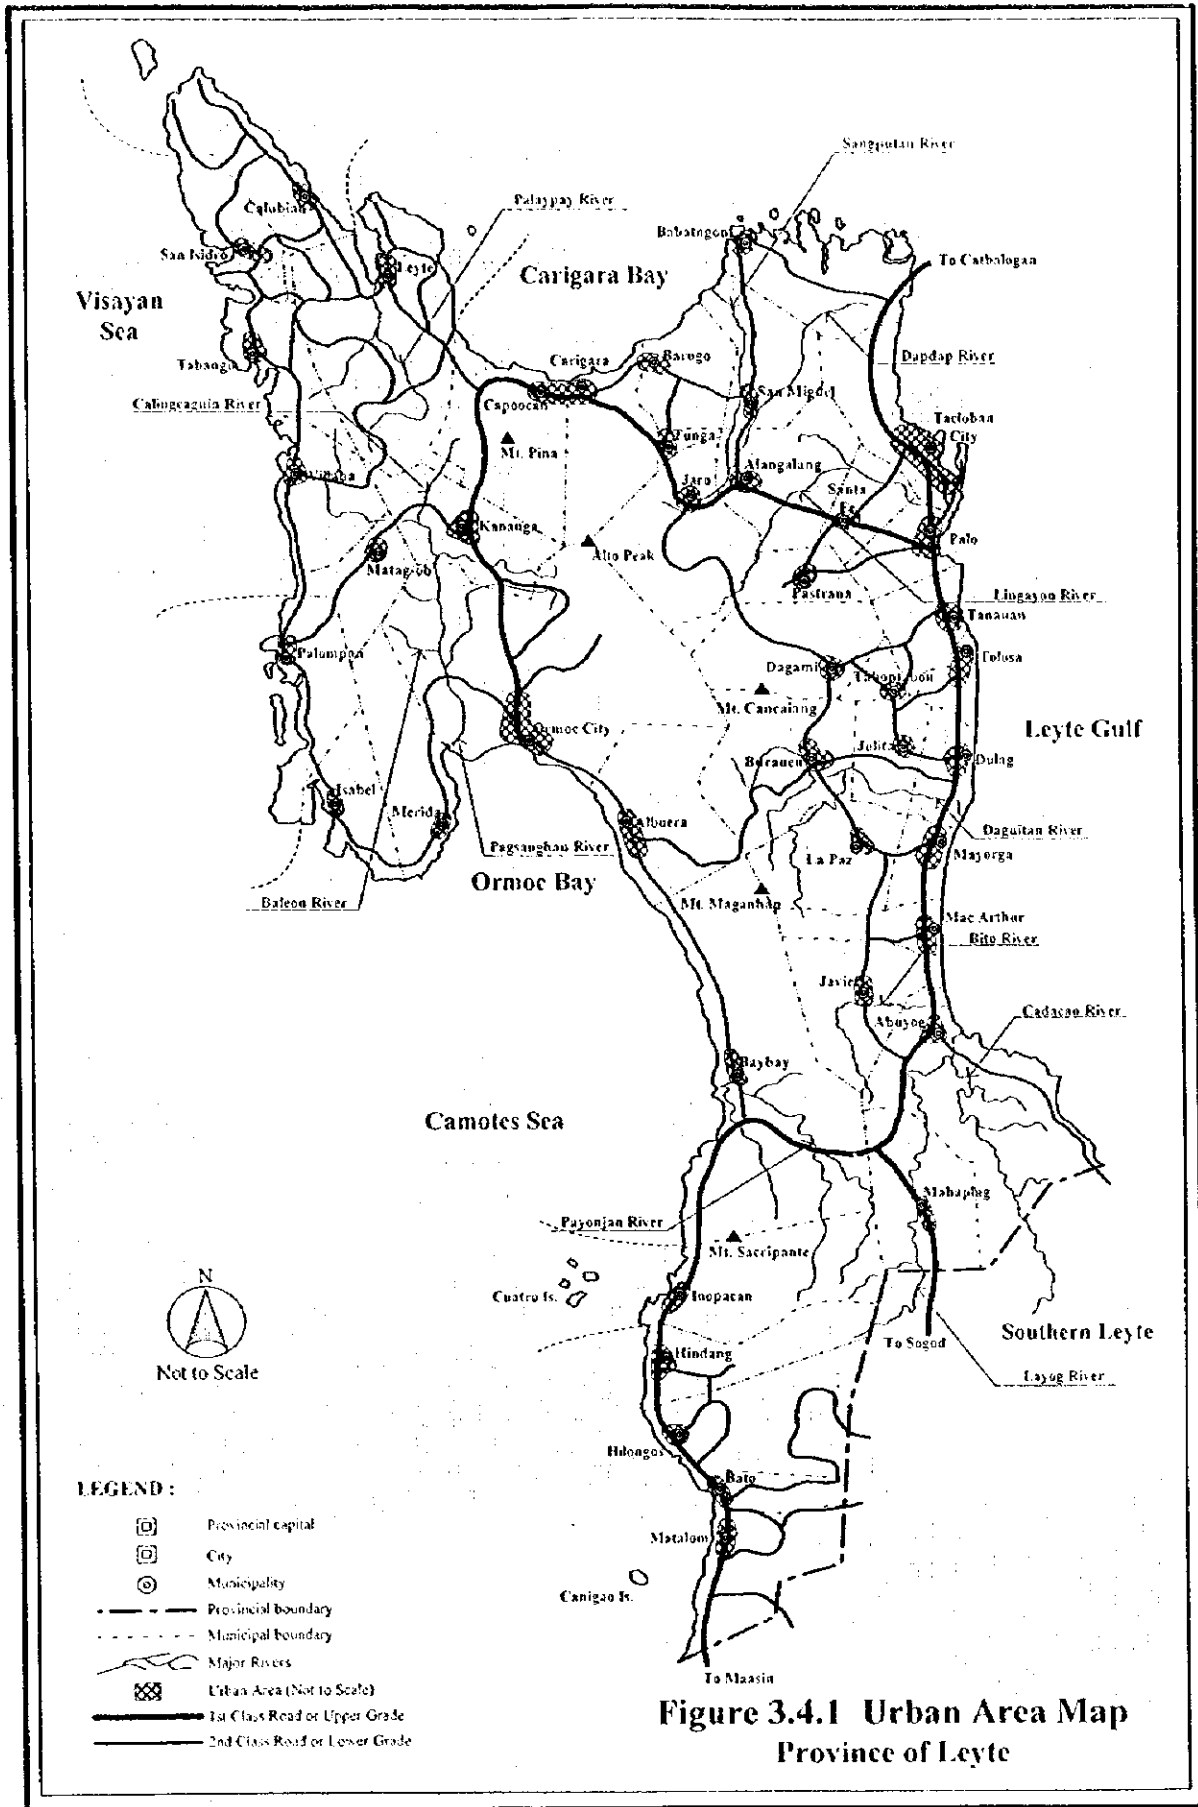 Sangputan River
Palaypay River
Calubian
Babatngon
San Isidro
Leyte
Carigara Bay
To Catbalogan
Visayan
Sea
Tabango
Carigara
Barugo
Dapdap River
Capoocan
San Miguel
Mt. Pina
Tunga
Tacloban
City
Alangalang
Jaro
Santa
Fe
Kananga
Alto Peak
Palo
Matag-ob
Pastrana
Lingayon River
Tanauan
Palompon
Tolosa
Dagami
Mt. Cancaiang
Ormoc City
Leyte Gulf
Burauen
Julita
Dulag
Isabel
Merida
Albuera
Daguitan River
Pagsanghan River
La Paz
Mayorga
Ormoc Bay
Baleon River
Mt. Maganhan
Mac Arthur
Bito River
Javier
Cadacan River
Abuyog
Baybay
Camotes Sea
Mahaplag
Payonjan River
Mt. Saccipante
N
Cuatro Is.
Inopacan
Not to Scale
Hindang
To Sogod
Southern Leyte
Layog River
Hilongos
Bato
LEGEND :
Provincial capital
City
Municipality
Provincial boundary
Municipal boundary
Major Rivers
Urban Area (Not to Scale)
1st Class Road or Upper Grade
2nd Class Road or Lower Grade
Matalom
Canigao Is.
To Maasin
Figure 3.4.1 Urban Area Map
Province of Leyte